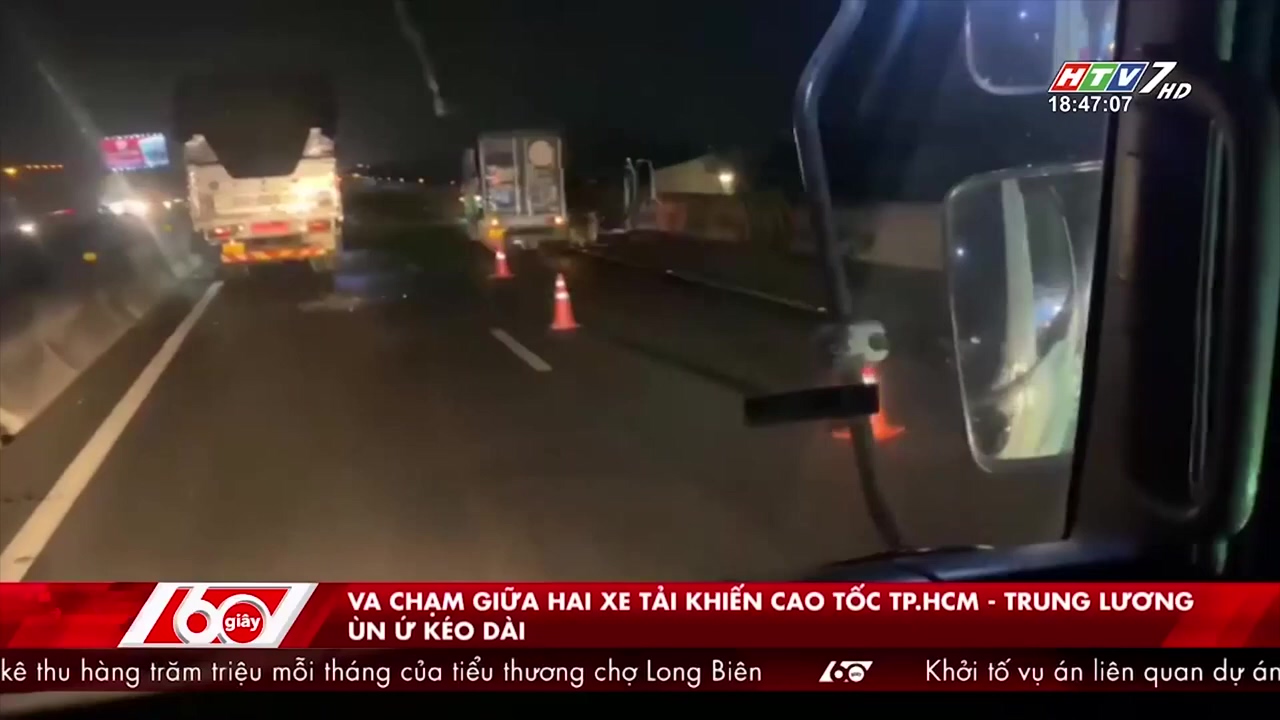 HTV7
HD
18:47:07
60 giây
VA CHẠM GIỮA HAI XE TẢI KHIẾN CAO TỐC TP.HCM - TRUNG LƯƠNG
ÙN Ứ KÉO DÀI
kê thu hàng trăm triệu mỗi tháng của tiểu thương chợ Long Biên 60 giây Khởi tố vụ án liên quan dự án